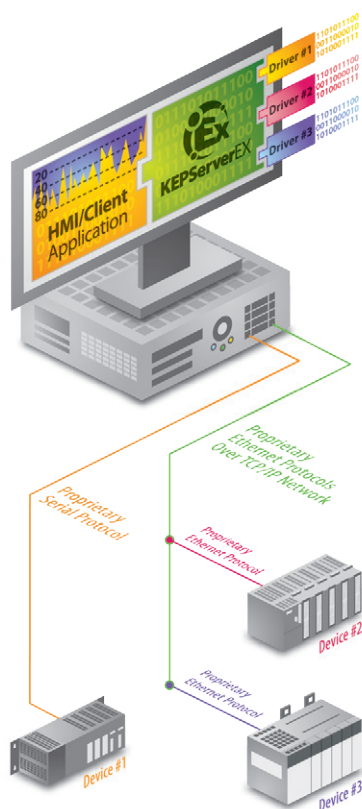 Driver #1
1101011100
0011000010
1010001111
Driver #2
1101011100
0011000010
1010001111
Driver #3
1101011100
0011000010
1010001111
20
40
60
80
HMI/Client
Application
Ex
KEPServerEX
Proprietary
Serial Protocol
Proprietary
Ethernet Protocols
Over TCP/IP Network
Proprietary
Ethernet Protocol
Device #2
Proprietary
Ethernet Protocol
Device #1
Device #3